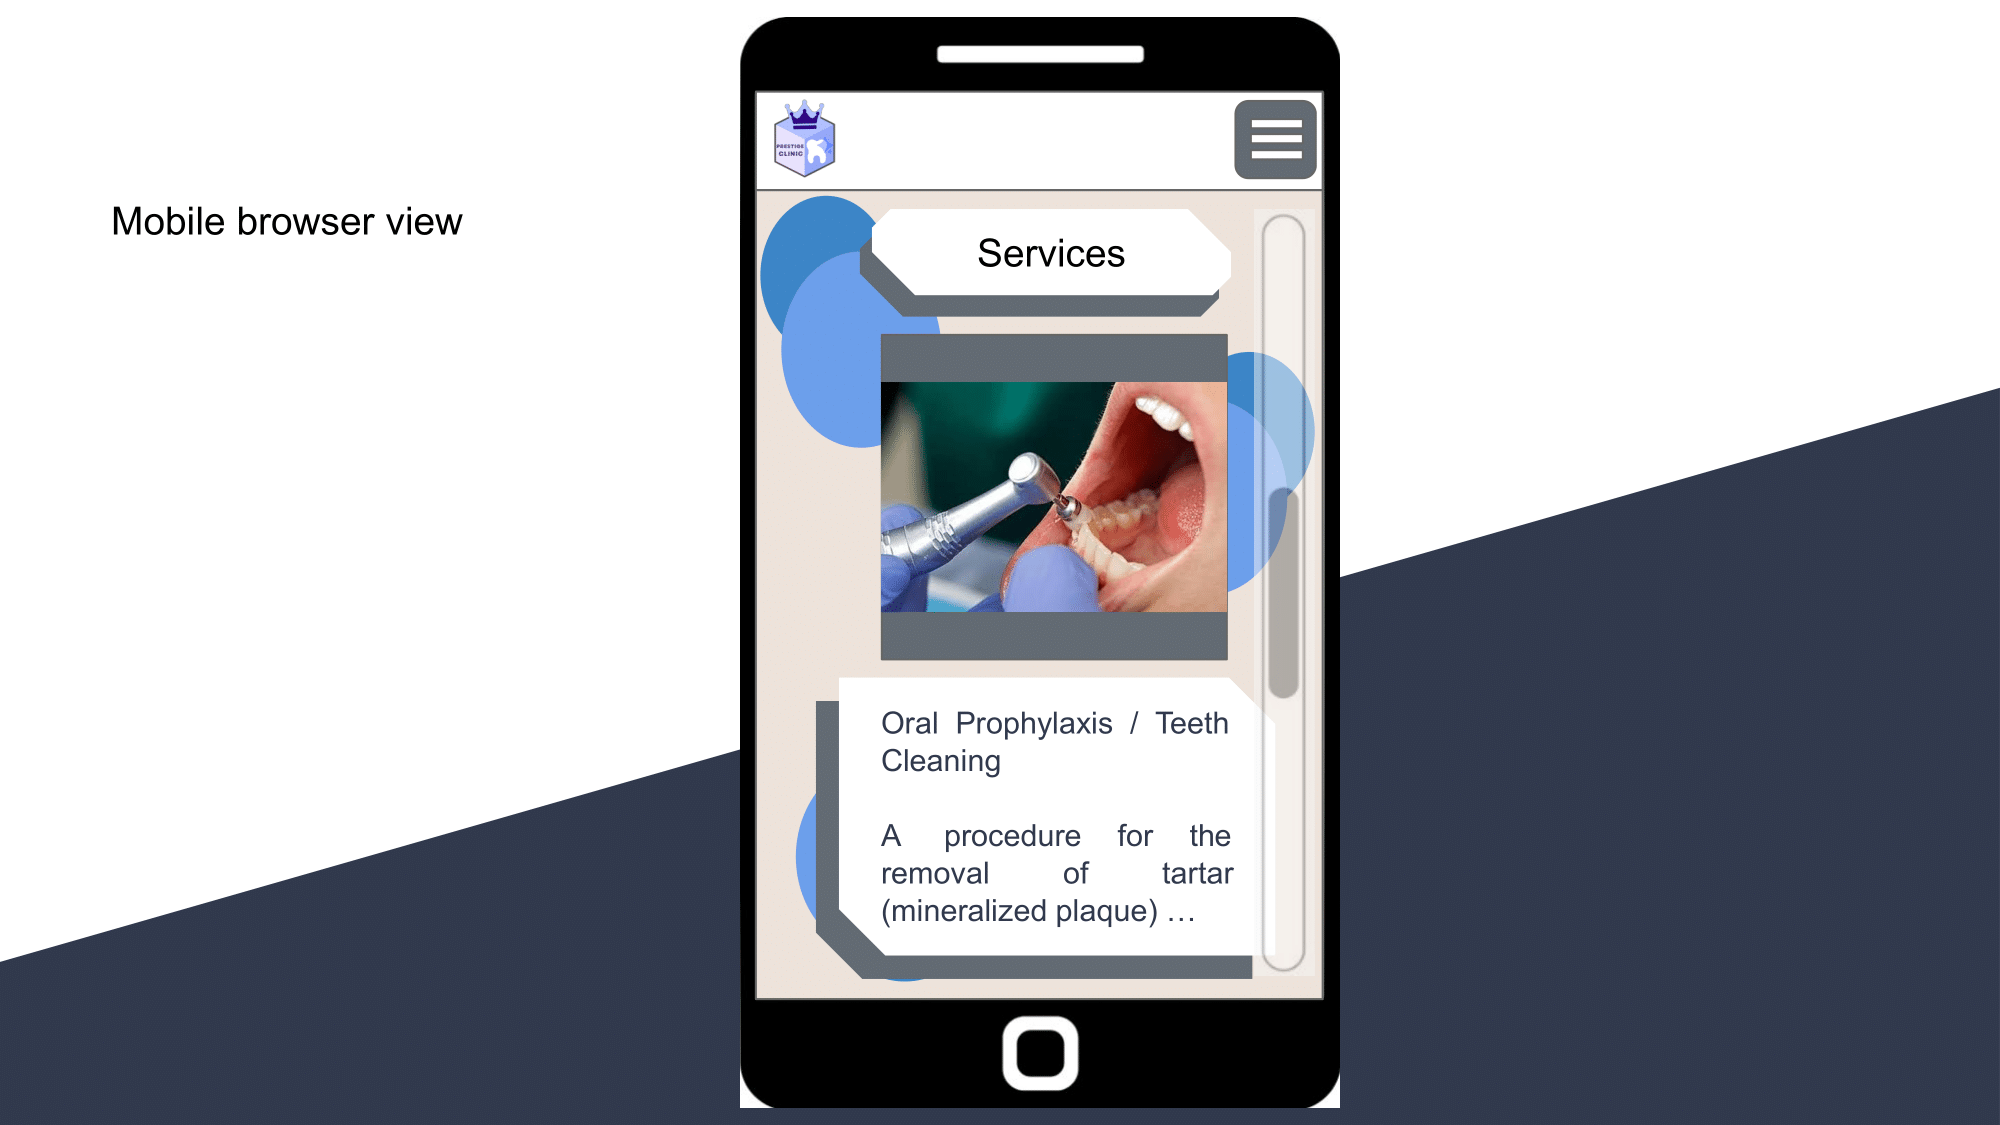 Mobile browser view
PRESTIGE
CLINIC
Services
Oral Prophylaxis / Teeth
Cleaning
A procedure for the
removal of tartar
(mineralized plaque) …